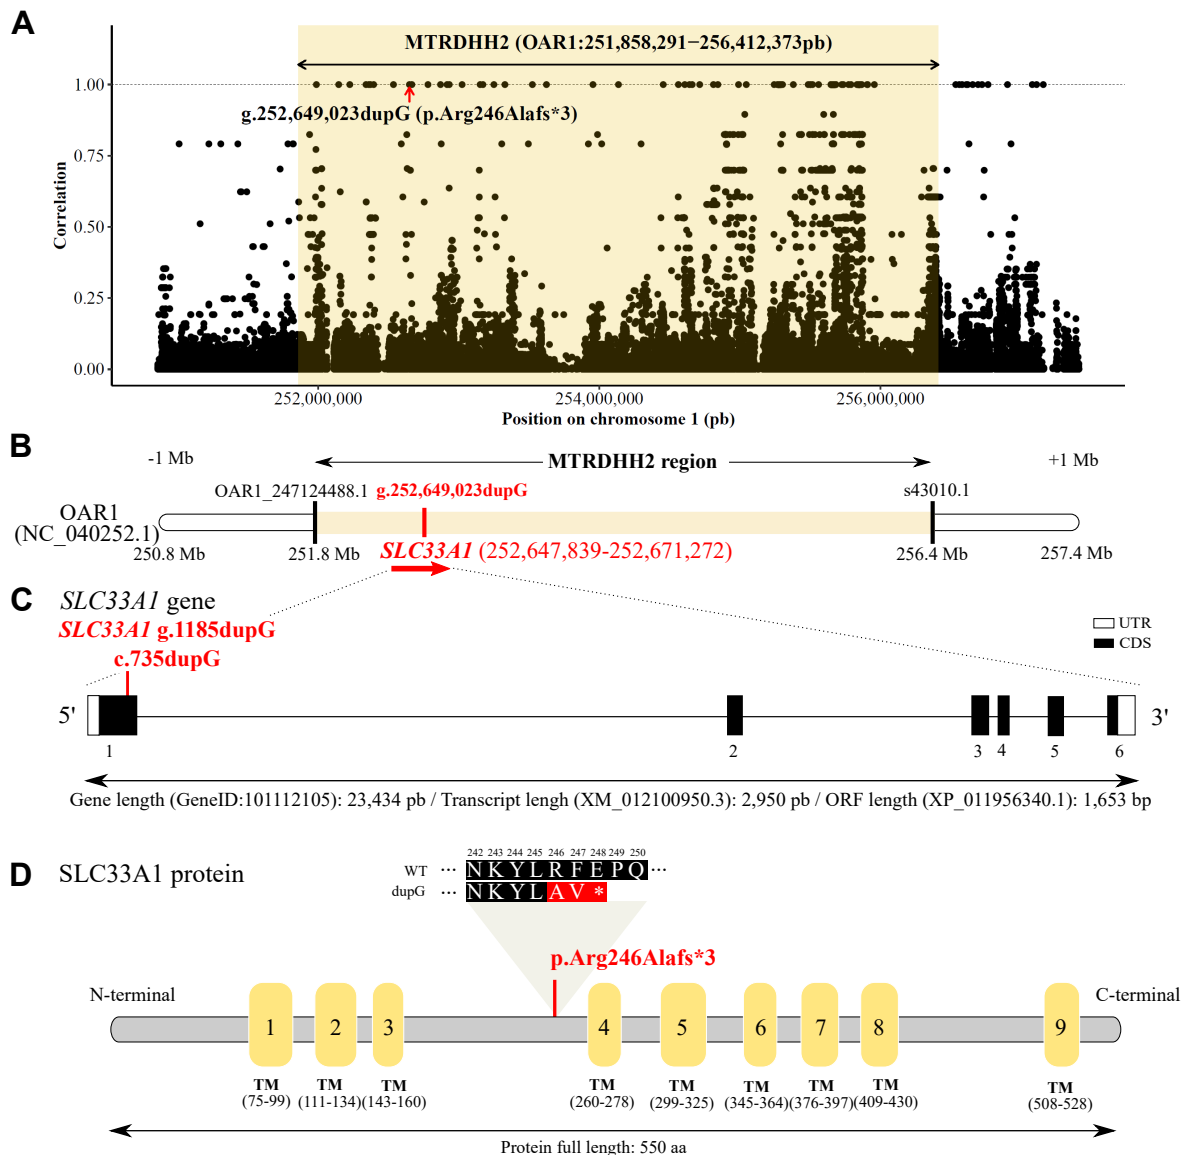 A
MTRDHH2 (OAR1:251,858,291−256,412,373pb)
g.252,649,023dupG (p.Arg246Alafs*3)
Correlation
1.00
0.75
0.50
0.25
0.00
252,000,000 254,000,000 256,000,000
Position on chromosome 1 (pb)
B
-1 Mb MTRDHH2 region +1 Mb
OAR1_247124488.1 g.252,649,023dupG s43010.1
OAR1
(NC_040252.1)
250.8 Mb 251.8 Mb SLC33A1 (252,647,839-252,671,272) 256.4 Mb 257.4 Mb
C SLC33A1 gene
SLC33A1 g.1185dupG
c.735dupG
UTR
CDS
5' 3'
1 2 3 4 5 6
Gene length (GeneID:101112105): 23,434 pb / Transcript lengh (XM_012100950.3): 2,950 pb / ORF length (XP_011956340.1): 1,653 bp
D SLC33A1 protein
242 243 244 245 246 247 248 249 250
WT ··· N K Y L R F E P Q ···
dupG ··· N K Y L A V *
p.Arg246Alafs*3
N-terminal C-terminal
1 2 3 4 5 6 7 8 9
TM TM TM TM TM TM TM TM TM
(75-99) (111-134) (143-160) (260-278) (299-325) (345-364) (376-397) (409-430) (508-528)
Protein full length: 550 aa